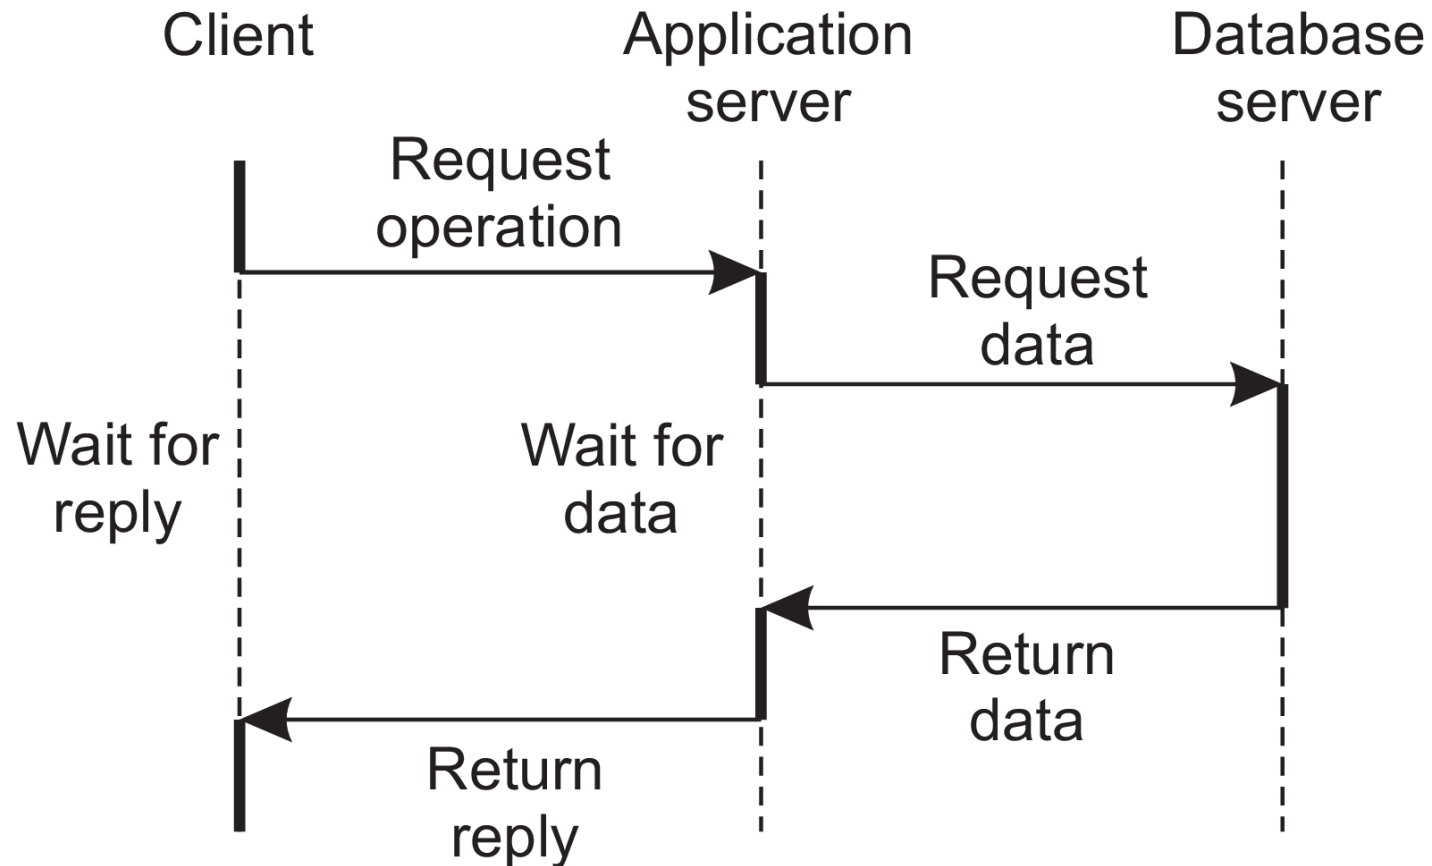 Client
Application
server
Database
server
Request
operation
Request
data
Wait for
reply
Wait for
data
Return
data
Return
reply